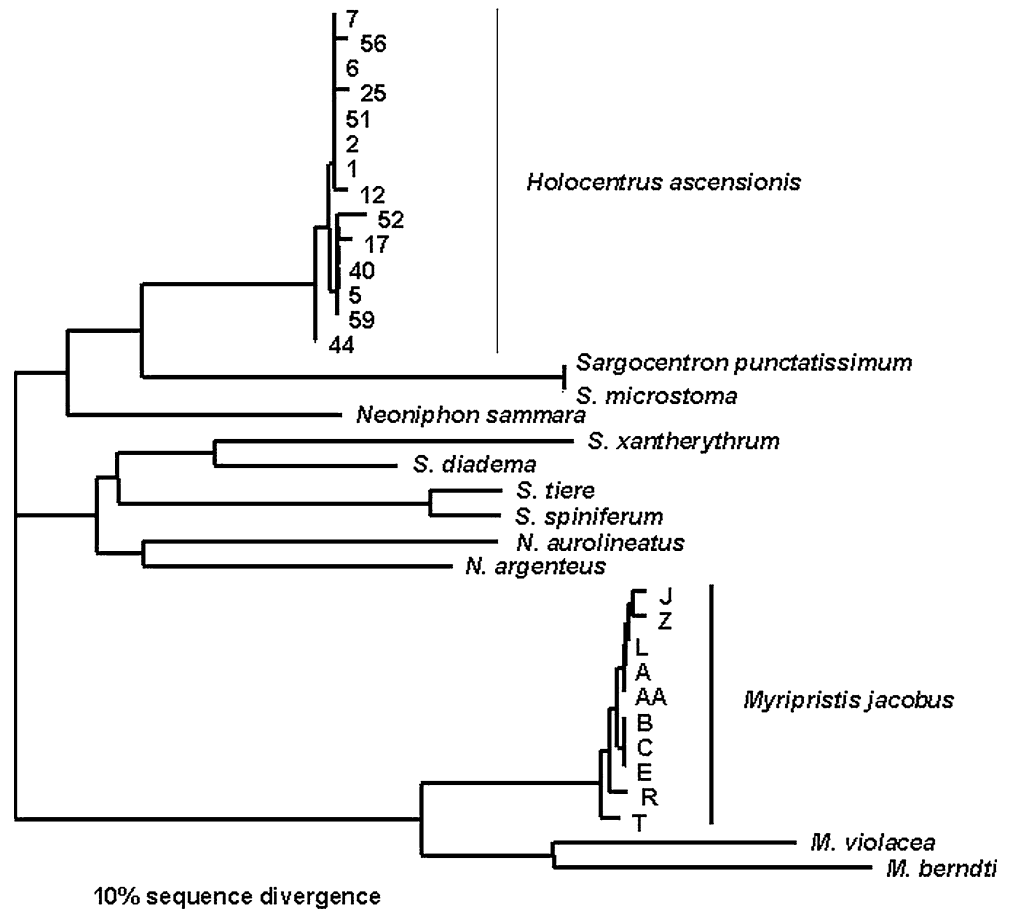 7
56
6
25
51
2
1
12
Holocentrus ascensionis
52
17
40
5
59
44
Sargocentron punctatissimum
S. microstoma
Neoniphon sammara
S. xantherythrum
S. diadema
S. tiere
S. spiniferum
N. aurolineatus
N. argenteus
J
Z
L
A
AA
Myripristis jacobus
B
C
E
R
T
M. violacea
M. berndti
10% sequence divergence